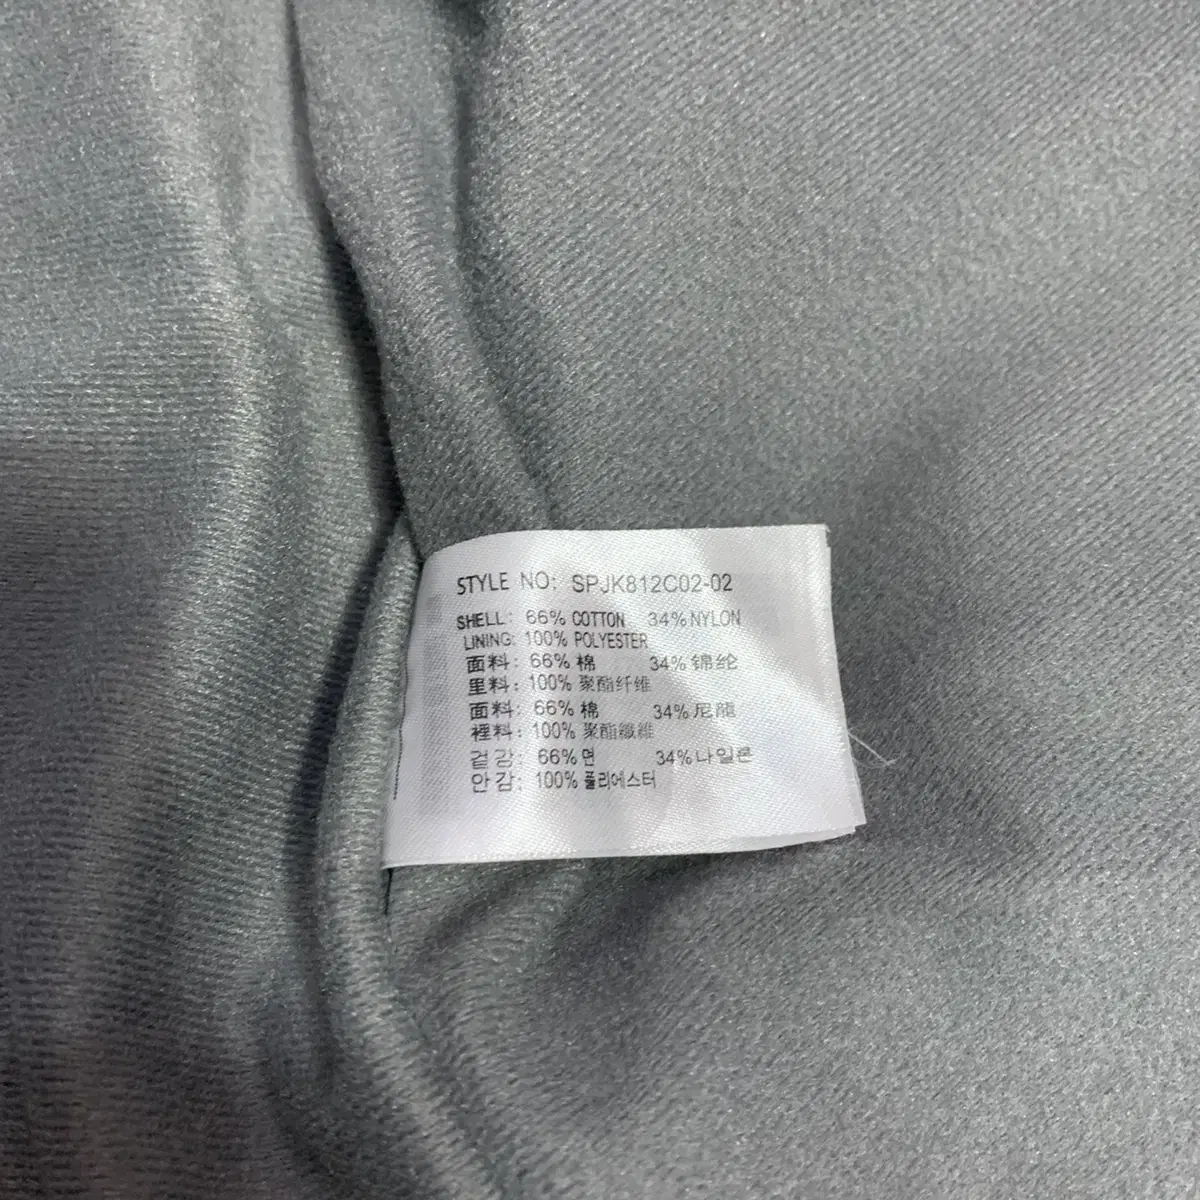 STYLE NO: SPJK812C02-02
SHELL: 66% COTTON 34% NYLON
LINING: 100% POLYESTER
面料: 66% 棉 34% 锦纶
里料: 100% 聚酯纤维
面料: 66% 棉 34% 尼龍
裡料: 100% 聚酯纖維
겉감: 66% 면 34% 나일론
안감: 100% 폴리에스터